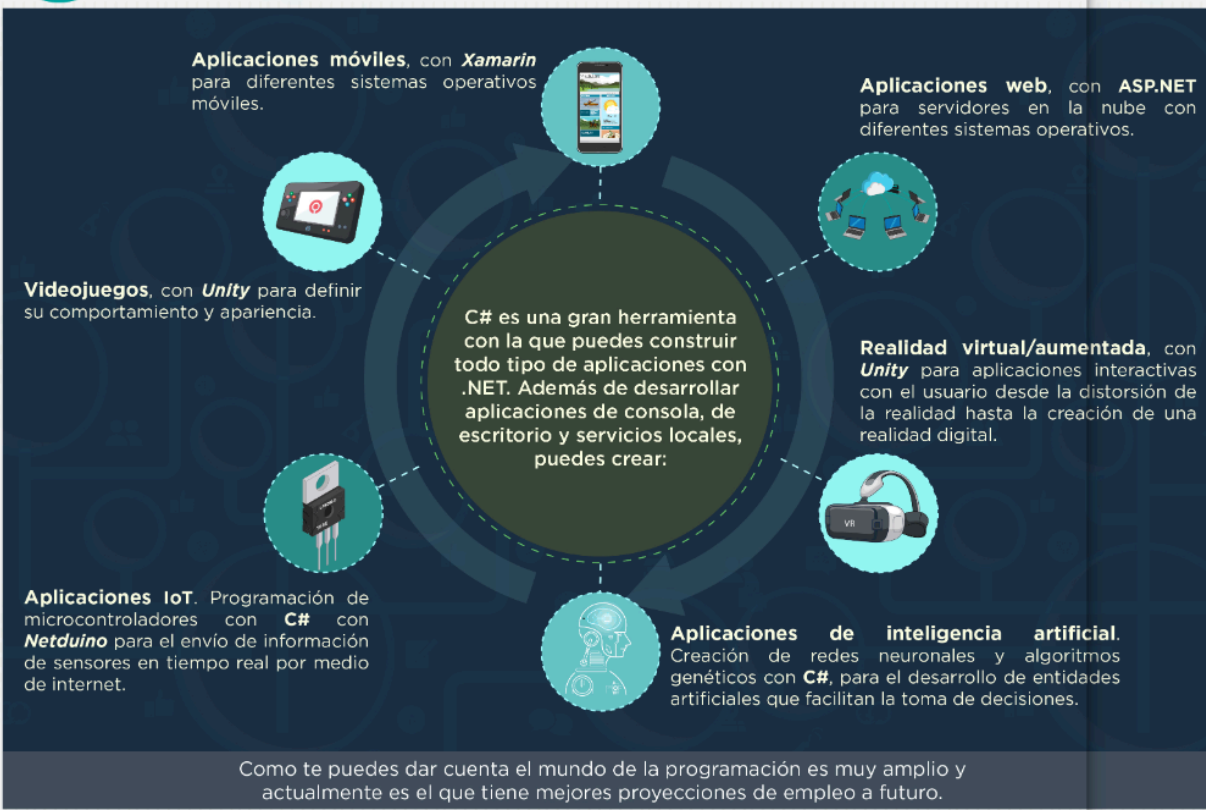 Aplicaciones móviles, con Xamarin
para diferentes sistemas operativos
móviles.
Aplicaciones web, con ASP.NET
para servidores en la nube con
diferentes sistemas operativos.
Videojuegos, con Unity para definir
su comportamiento y apariencia.
C# es una gran herramienta
con la que puedes construir
todo tipo de aplicaciones con
.NET. Además de desarrollar
aplicaciones de consola, de
escritorio y servicios locales,
puedes crear:
Realidad virtual/aumentada, con
Unity para aplicaciones interactivas
con el usuario desde la distorsión de
la realidad hasta la creación de una
realidad digital.
VR
Aplicaciones IoT. Programación de
microcontroladores con C# con
Netduino para el envío de información
de sensores en tiempo real por medio
de internet.
Aplicaciones de inteligencia artificial.
Creación de redes neuronales y algoritmos
genéticos con C#, para el desarrollo de entidades
artificiales que facilitan la toma de decisiones.
Como te puedes dar cuenta el mundo de la programación es muy amplio y
actualmente es el que tiene mejores proyecciones de empleo a futuro.